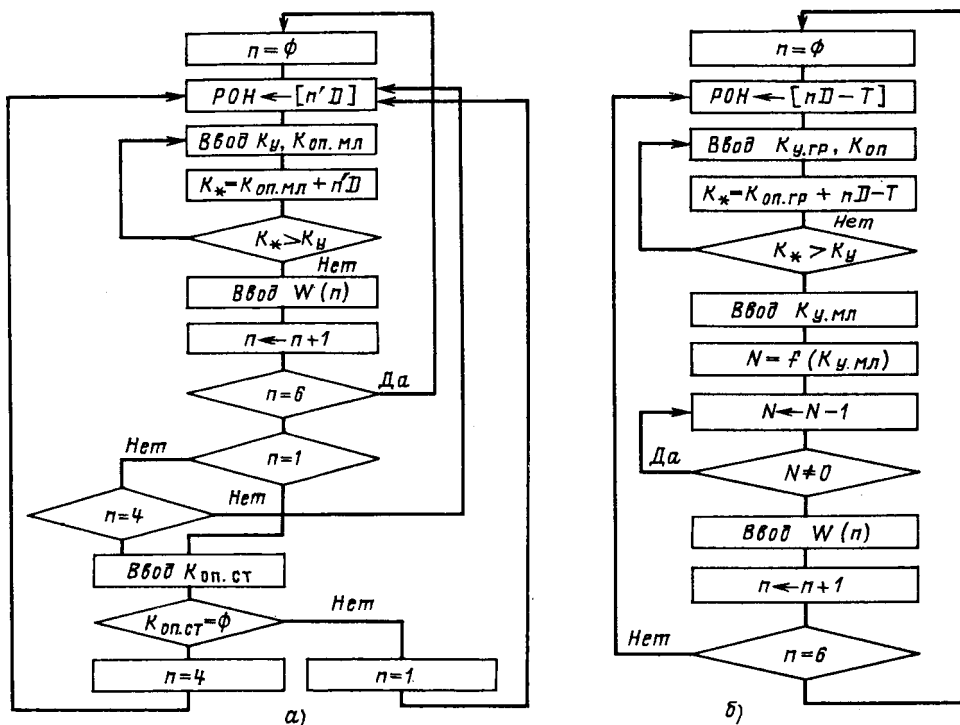 n=ϕ
РОН ← [n'D]
Ввод Kу, Kоп.мл
K*=Kоп.мл + n'D
K*>Kу
Нет
Ввод W(n)
n ← n+1
n=6
Да
n=1
Нет
n=4
Нет
Ввод Kоп.ст
Kоп.ст=ϕ
Нет
n=4
n=1
а)
n=ϕ
РОН ← [nD–T]
Ввод Kу.гр, Kоп
K*=Kоп.гр + nD–T
Нет
K* > Kу
Ввод Kу.мл
N=f(Kу.мл)
N←N-1
Да
N≠0
Ввод W(n)
n←n+1
Нет
n=6
б)